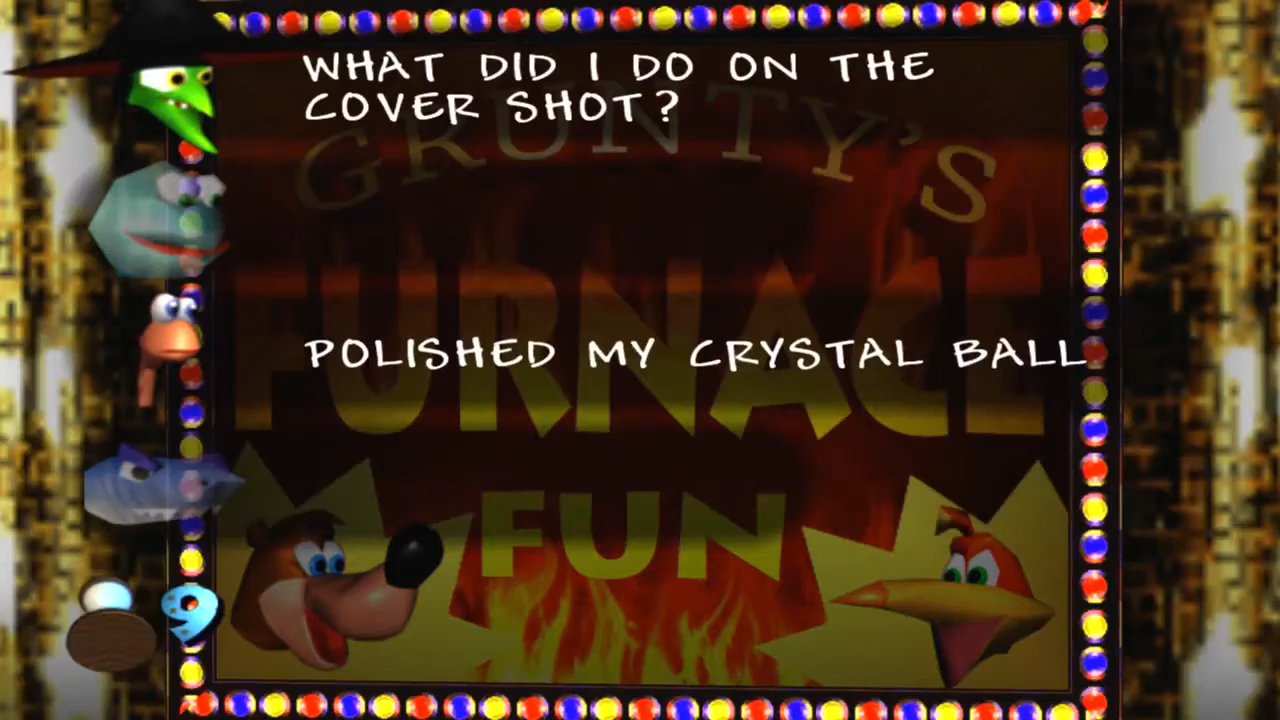 WHAT DID I DO ON THE
COVER SHOT?
GRUNTY'S
POLISHED MY CRYSTAL BALL
FURNACE
FUN
9